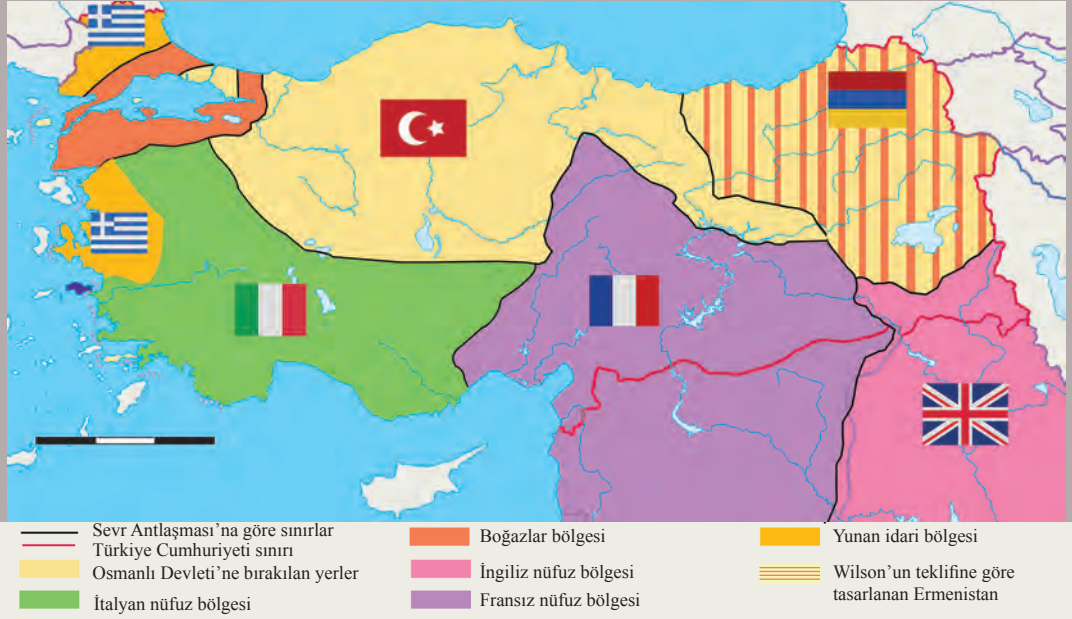 Sevr Antlaşması’na göre sınırlar
Türkiye Cumhuriyeti sınırı
Osmanlı Devleti’ne bırakılan yerler
İtalyan nüfuz bölgesi
Boğazlar bölgesi
İngiliz nüfuz bölgesi
Fransız nüfuz bölgesi
Yunan idari bölgesi
Wilson’un teklifine göre
tasarlanan Ermenistan